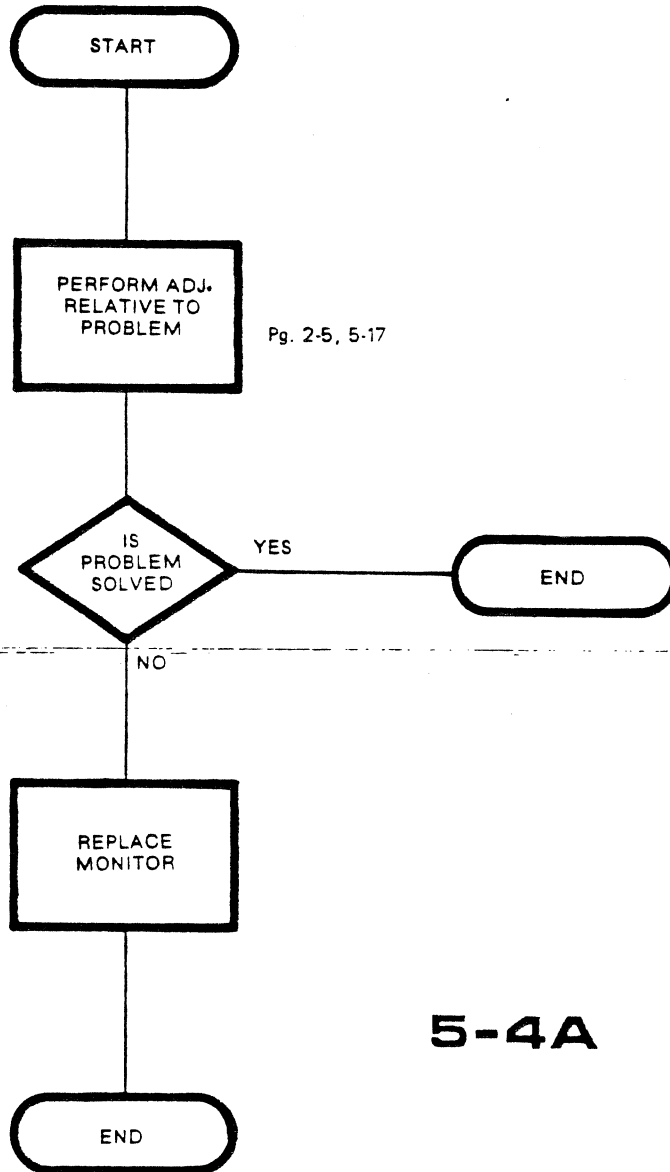 START
PERFORM ADJ.
RELATIVE TO
PROBLEM
Pg. 2-5, 5-17
IS
PROBLEM
SOLVED
YES
END
NO
REPLACE
MONITOR
5-4A
END